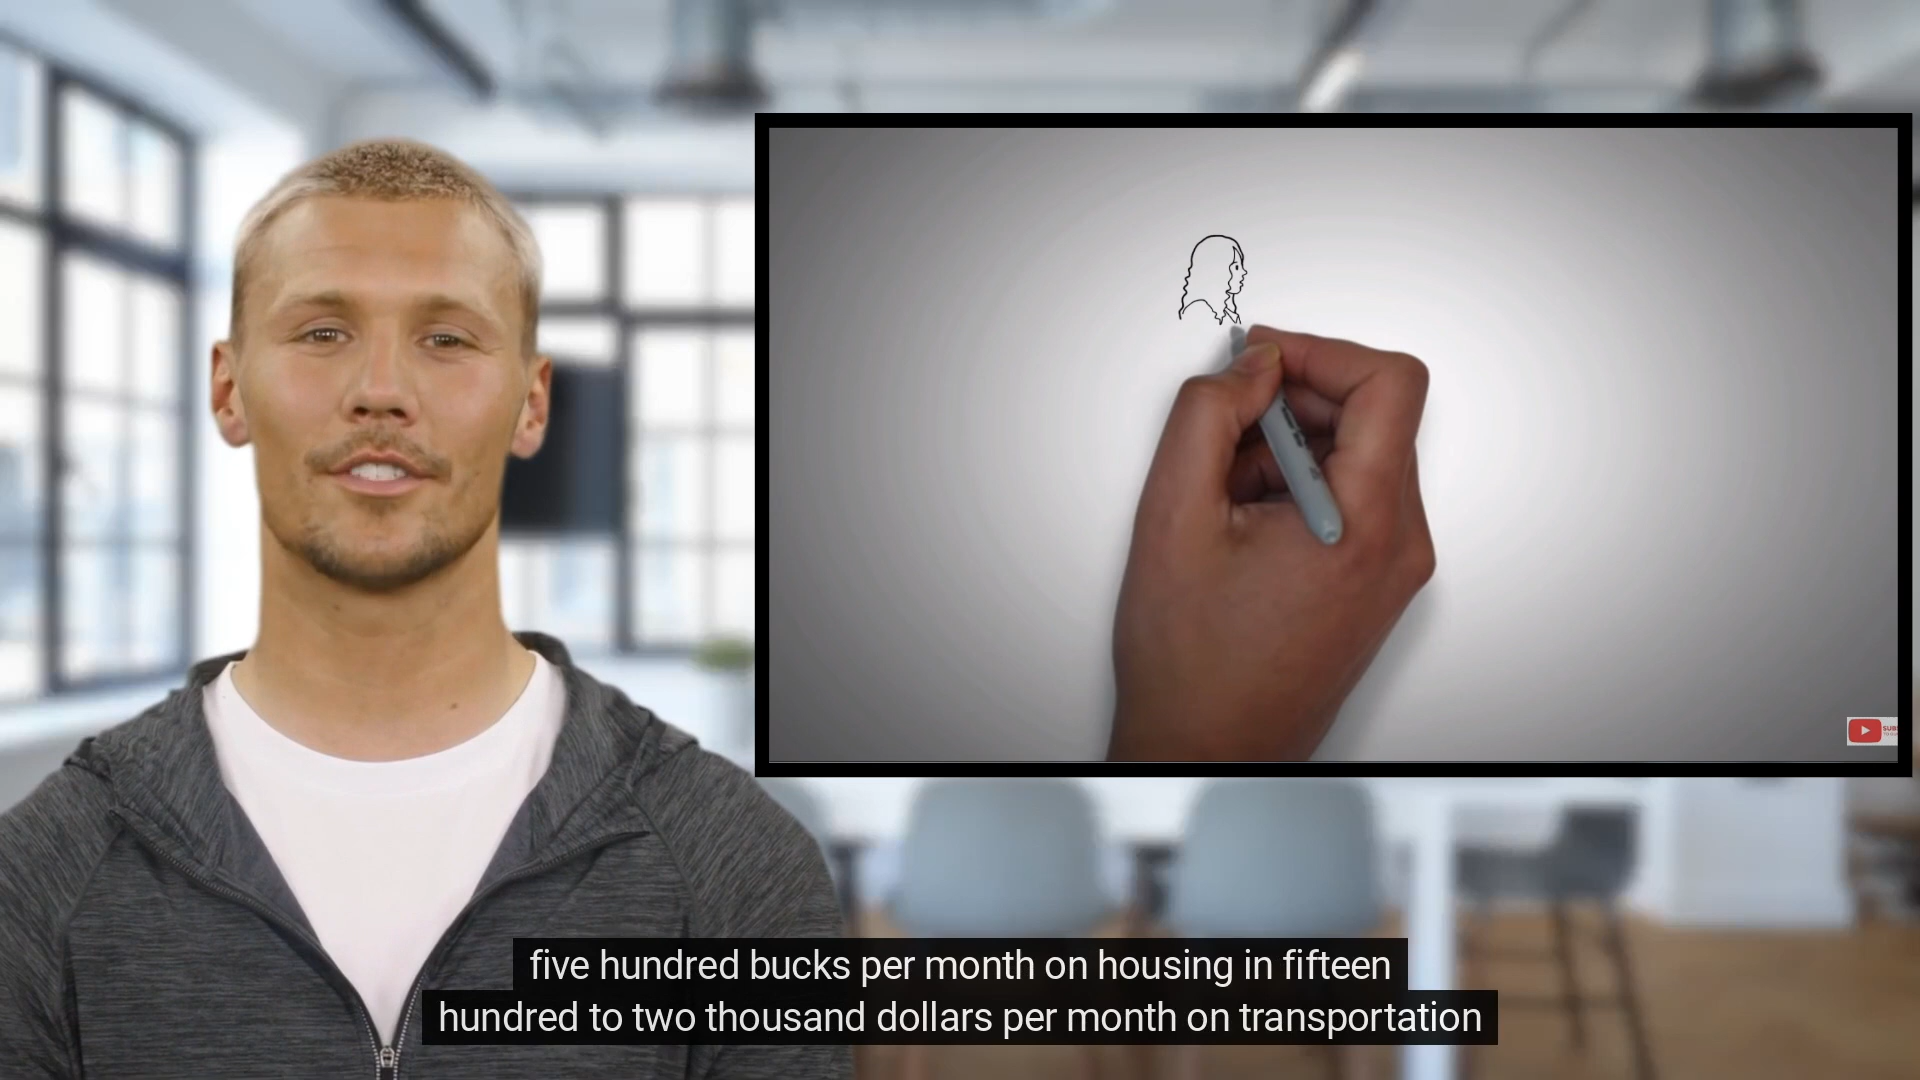 five hundred bucks per month on housing in fifteen
hundred to two thousand dollars per month on transportation